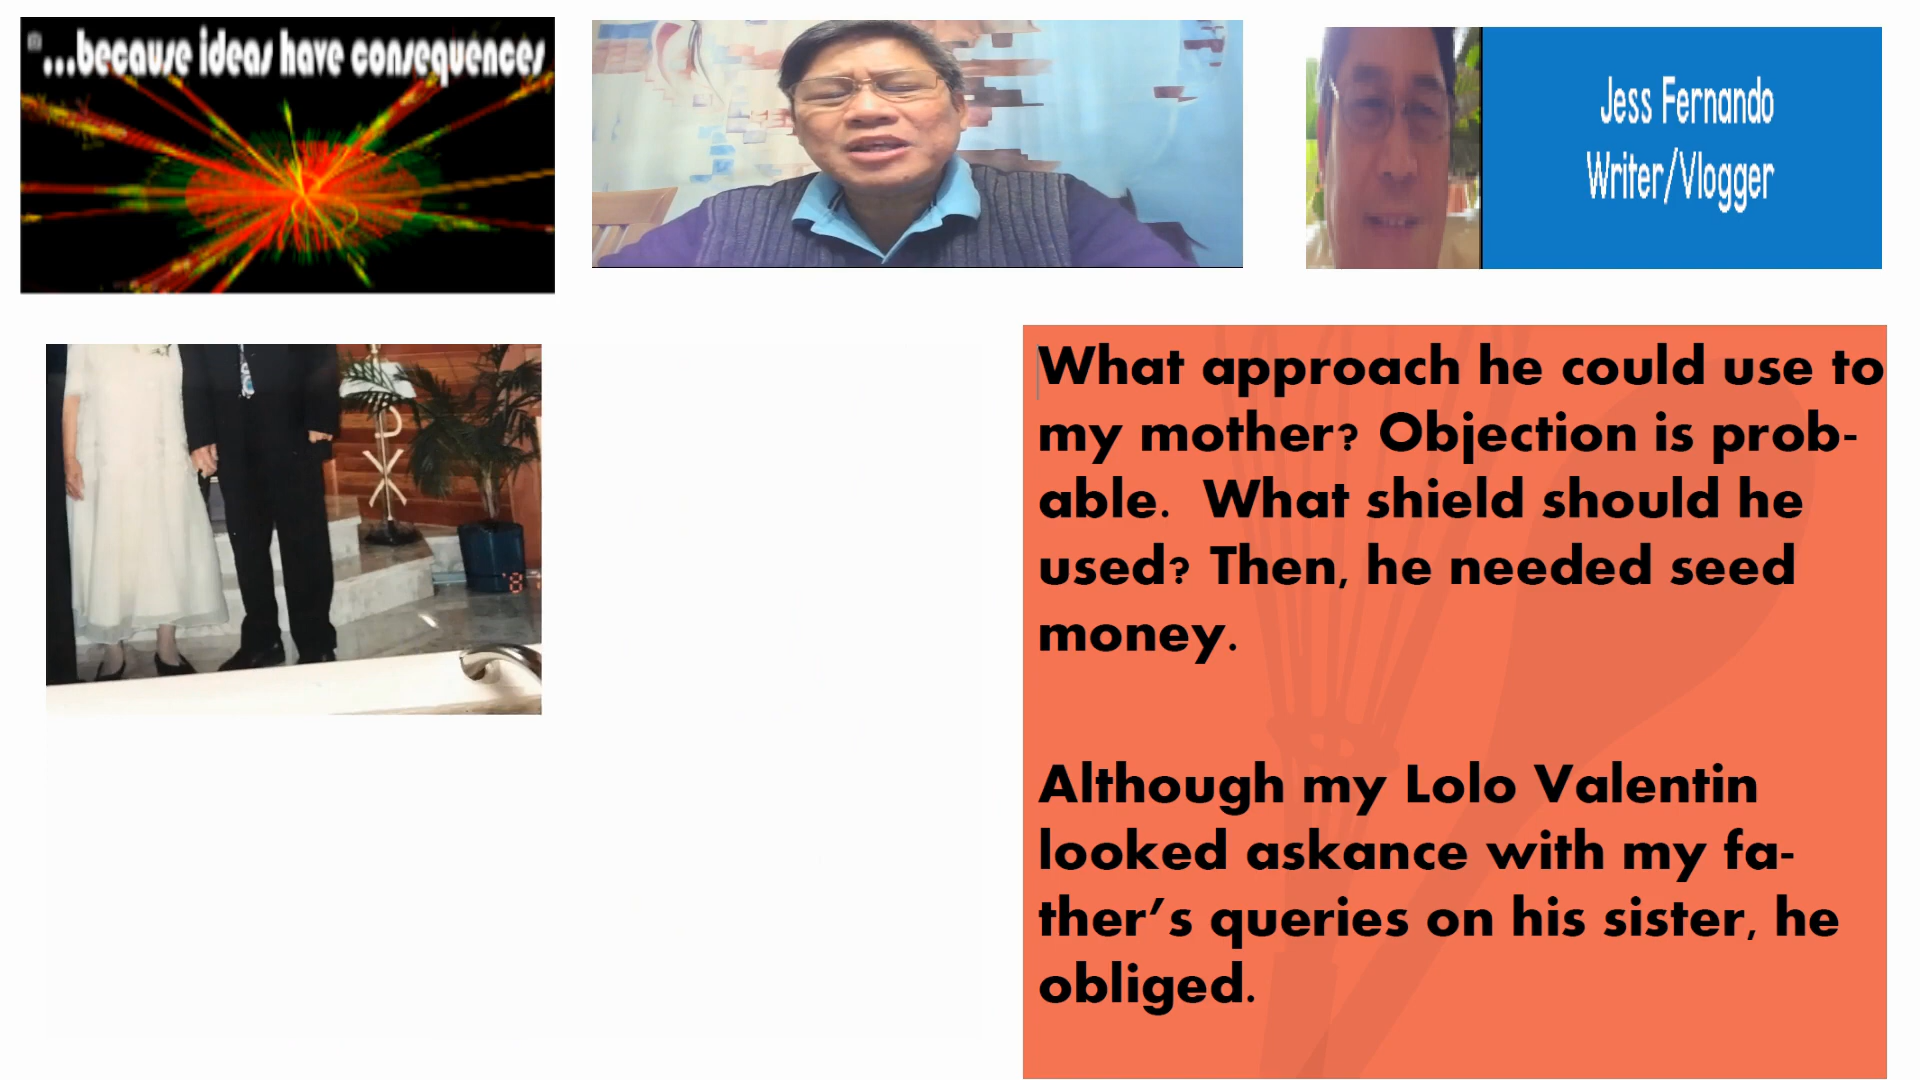 ...because ideas have consequences
Jess Fernando
Writer/Vlogger
What approach he could use to
my mother? Objection is prob-
able.  What shield should he
used? Then, he needed seed
money.
Although my Lolo Valentin
looked askance with my fa-
ther’s queries on his sister, he
obliged.